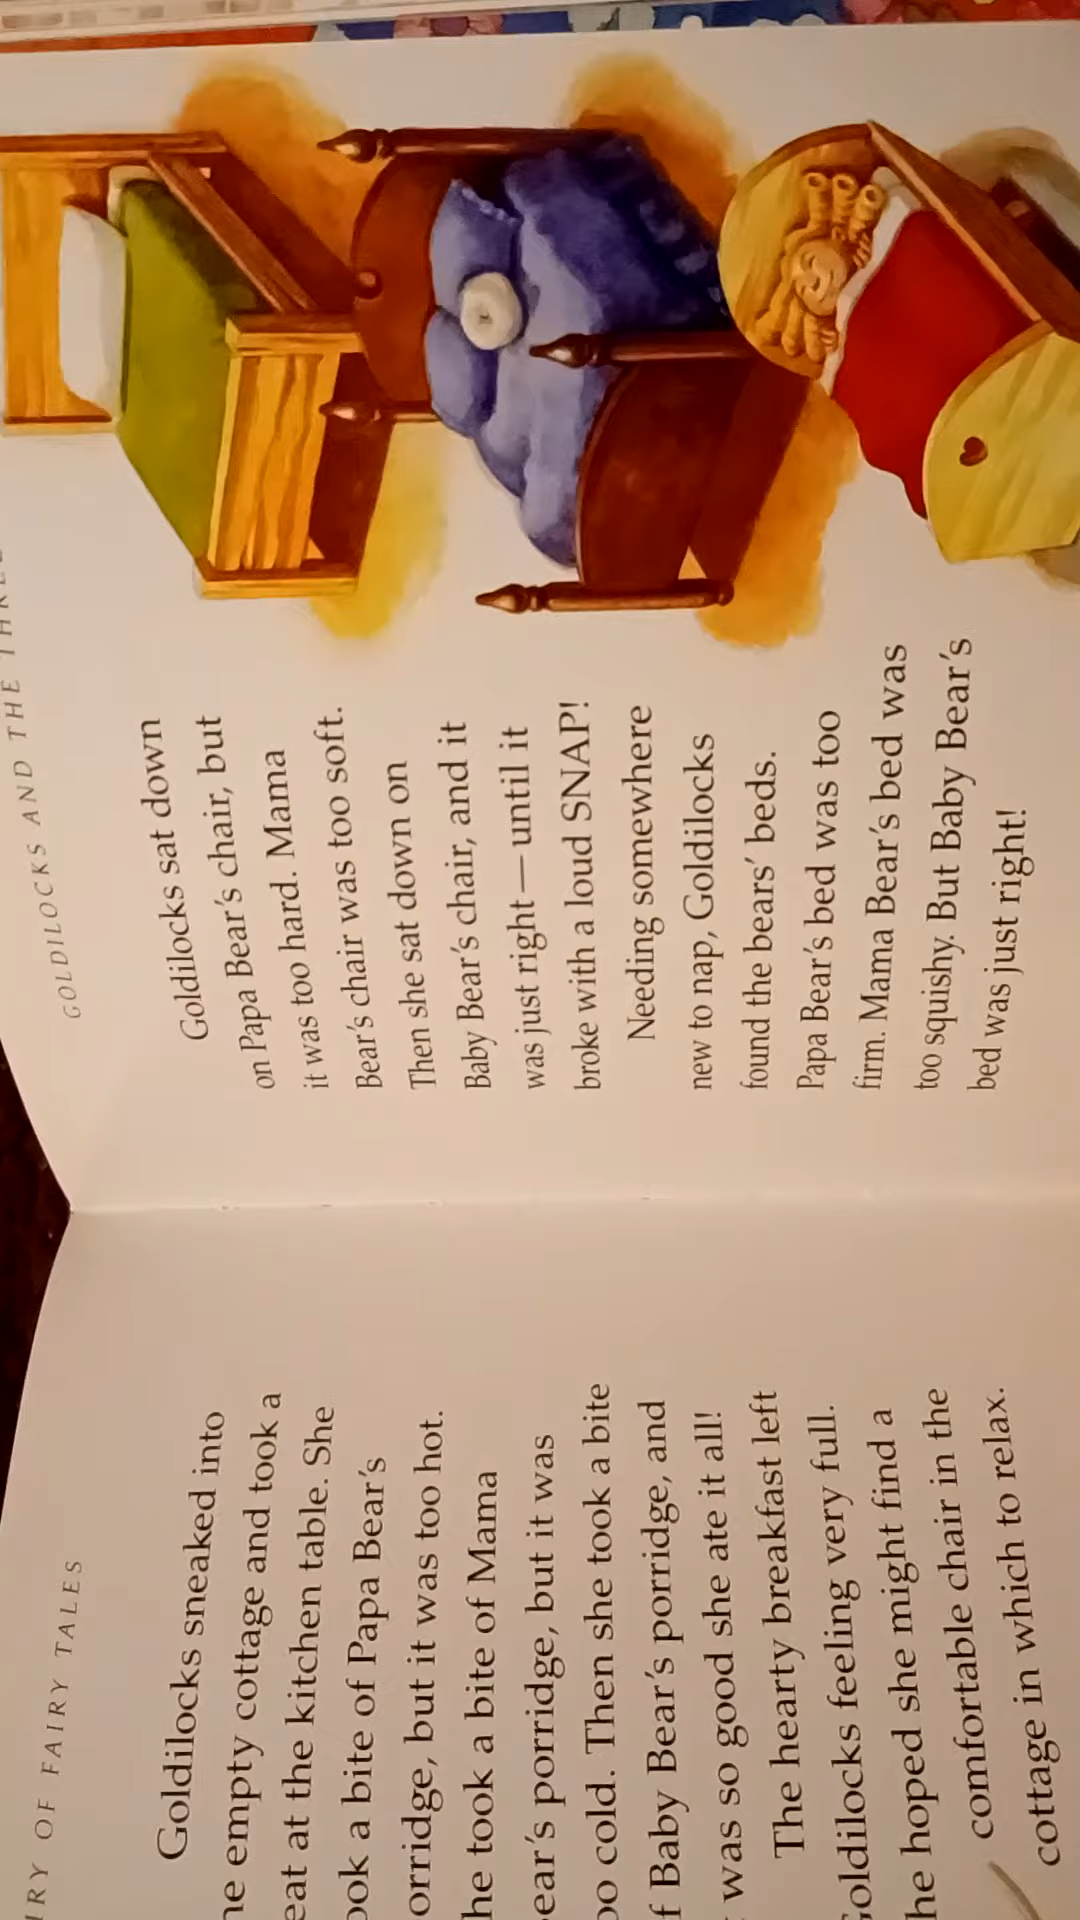 IRY OF FAIRY TALES
Goldilocks sneaked into
empty cottage and took a
at the kitchen table. She
a bite of Papa Bear's
orridge, but it was too hot.
took a bite of Mama
ear's porridge, but it was
cold. Then she took a bite
Baby Bear's porridge, and
was so good she ate it all!
The hearty breakfast left
Goldilocks feeling very full.
he hoped she might find a
comfortable chair in the
cottage in which to relax.
GOLDILOCKS AND THE THREE
Goldilocks sat down
on Papa Bear's chair, but
it was too hard. Mama
Bear's chair was too soft.
Then she sat down on
Baby Bear's chair, and it
was just right—until it
broke with a loud SNAP!
Needing somewhere
new to nap, Goldilocks
found the bears' beds.
Papa Bear's bed was too
firm. Mama Bear's bed was
too squishy. But Baby Bear's
bed was just right!